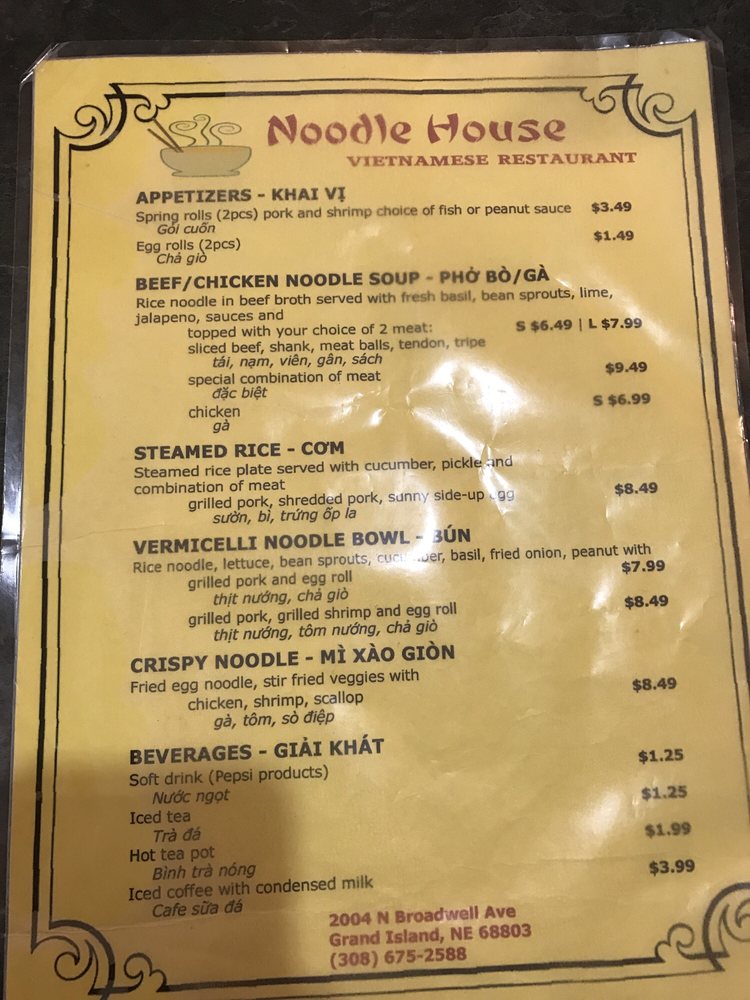 Noodle House
VIETNAMESE RESTAURANT
APPETIZERS - KHAI VỊ
Spring rolls (2pcs) pork and shrimp choice of fish or peanut sauce $3.49
Gỏi cuốn
Egg rolls (2pcs) $1.49
Chả giò
BEEF/CHICKEN NOODLE SOUP - PHỞ BÒ/GÀ
Rice noodle in beef broth served with fresh basil, bean sprouts, lime,
jalapeno, sauces and
topped with your choice of 2 meat: S $6.49 | L $7.99
sliced beef, shank, meat balls, tendon, tripe
tái, nạm, viên, gân, sách
special combination of meat $9.49
đặc biệt
chicken S $6.99
gà
STEAMED RICE - CƠM
Steamed rice plate served with cucumber, pickle and
combination of meat
grilled pork, shredded pork, sunny side-up egg $8.49
sườn, bì, trứng ốp la
VERMICELLI NOODLE BOWL - BÚN
Rice noodle, lettuce, bean sprouts, cucumber, basil, fried onion, peanut with
grilled pork and egg roll $7.99
thịt nướng, chả giò
grilled pork, grilled shrimp and egg roll $8.49
thịt nướng, tôm nướng, chả giò
CRISPY NOODLE - MÌ XÀO GIÒN
Fried egg noodle, stir fried veggies with
chicken, shrimp, scallop $8.49
gà, tôm, sò điệp
BEVERAGES - GIẢI KHÁT
Soft drink (Pepsi products) $1.25
Nước ngọt
Iced tea $1.25
Trà đá
Hot tea pot $1.99
Bình trà nóng
Iced coffee with condensed milk $3.99
Cafe sữa đá
2004 N Broadwell Ave
Grand Island, NE 68803
(308) 675-2588